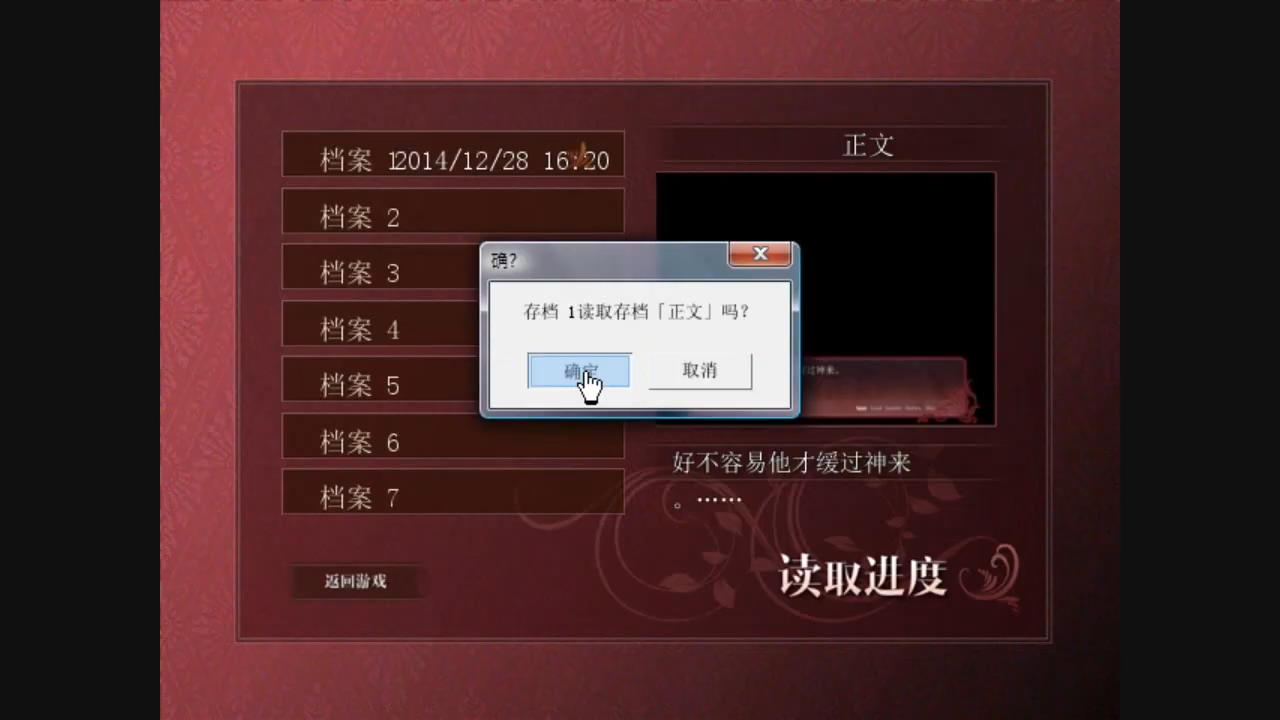 档案 12014/12/28 16:20
档案 2
档案 3
档案 4
档案 5
档案 6
档案 7
返回游戏
正文
确?
存档 1读取存档「正文」吗?
确定
取消
过神来。
好不容易他才缓过神来
。……
读取进度